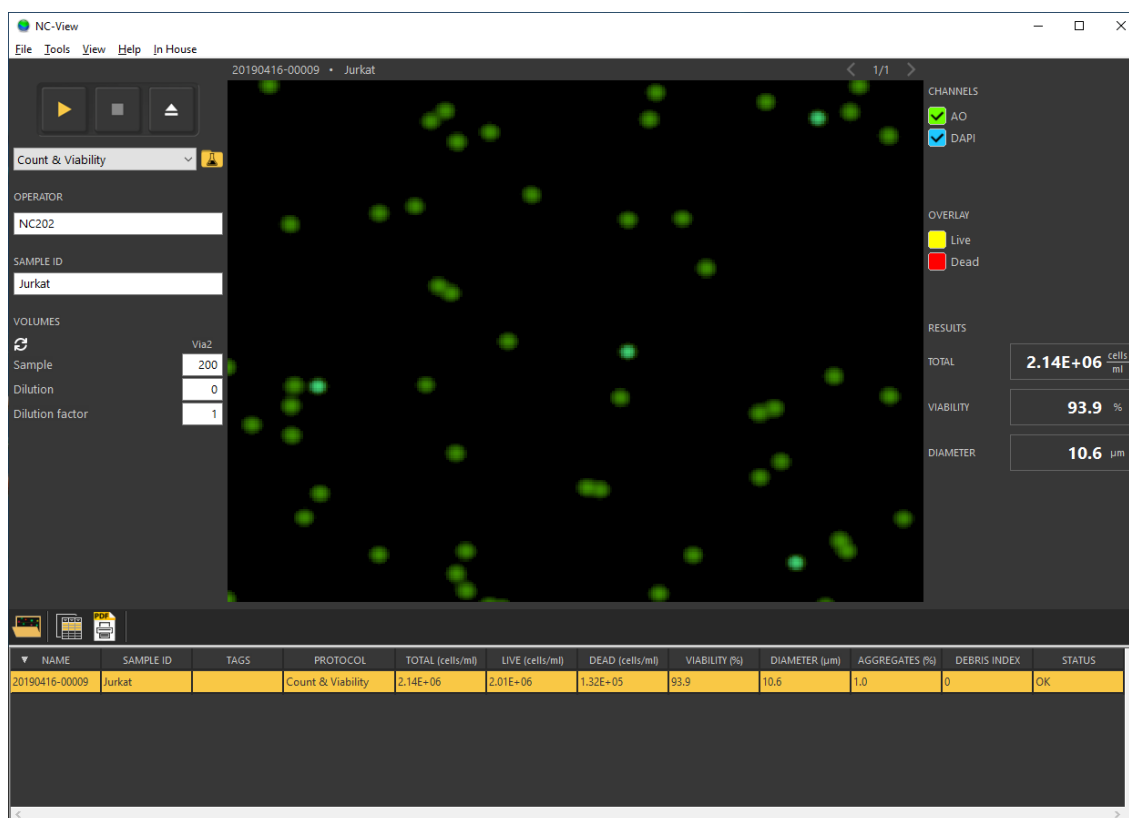 NC-View
File Tools View Help In House
20190416-00009 • Jurkat
1/1
Count & Viability
OPERATOR
NC202
SAMPLE ID
Jurkat
VOLUMES
Via2
Sample 200
Dilution 0
Dilution factor 1
CHANNELS
AO
DAPI
OVERLAY
Live
Dead
RESULTS
TOTAL 2.14E+06 cells/ml
VIABILITY 93.9 %
DIAMETER 10.6 µm
PDF
NAME SAMPLE ID TAGS PROTOCOL TOTAL (cells/ml) LIVE (cells/ml) DEAD (cells/ml) VIABILITY (%) DIAMETER (µm) AGGREGATES (%) DEBRIS INDEX STATUS
20190416-00009 Jurkat Count & Viability 2.14E+06 2.01E+06 1.32E+05 93.9 10.6 1.0 0 OK